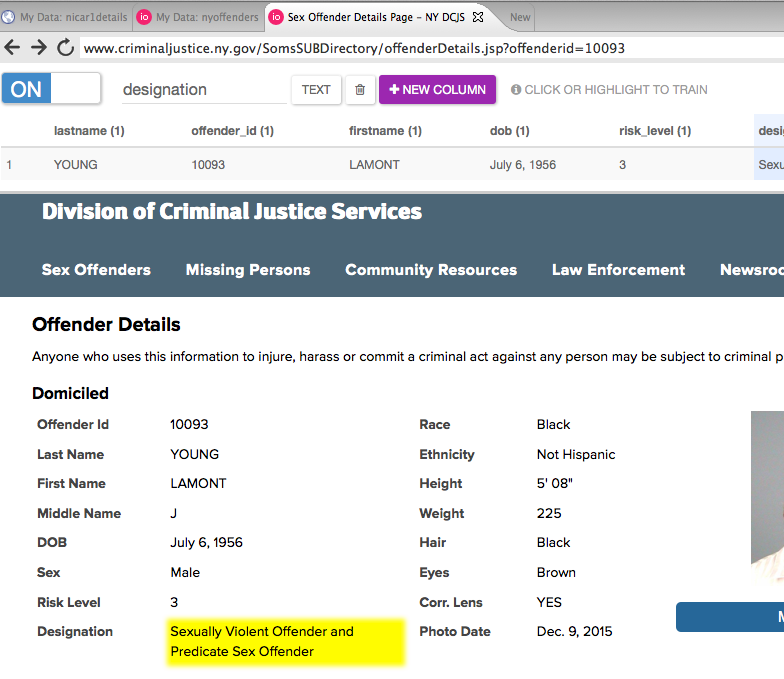 My Data: nicar1details
io My Data: nyoffenders
io Sex Offender Details Page - NY DCJS
New
www.criminaljustice.ny.gov/SomsSUBDirectory/offenderDetails.jsp?offenderid=10093
ON designation TEXT + NEW COLUMN CLICK OR HIGHLIGHT TO TRAIN
lastname (1) offender_id (1) firstname (1) dob (1) risk_level (1)
1 YOUNG 10093 LAMONT July 6, 1956 3
Division of Criminal Justice Services
Sex Offenders Missing Persons Community Resources Law Enforcement
Offender Details
Anyone who uses this information to injure, harass or commit a criminal act against any person may be subject to criminal
Domiciled
Offender Id 10093 Race Black
Last Name YOUNG Ethnicity Not Hispanic
First Name LAMONT Height 5' 08"
Middle Name J Weight 225
DOB July 6, 1956 Hair Black
Sex Male Eyes Brown
Risk Level 3 Corr. Lens YES
Designation Sexually Violent Offender and Photo Date Dec. 9, 2015
Predicate Sex Offender